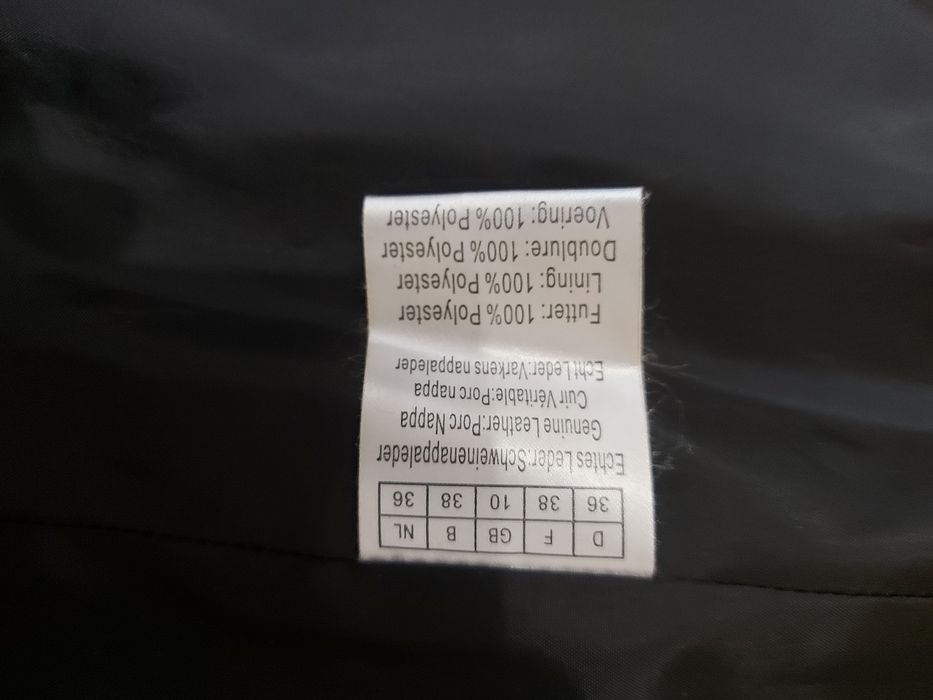 D F GB B NL
36 38 10 38 36
Echtes Leder:Schweinenappaleder
Genuine Leather:Porc Nappa
Cuir Véritable:Porc nappa
Echt Leder:Varkens nappaleder
Futter: 100% Polyester
Lining: 100% Polyester
Doublure: 100% Polyester
Voering: 100% Polyester